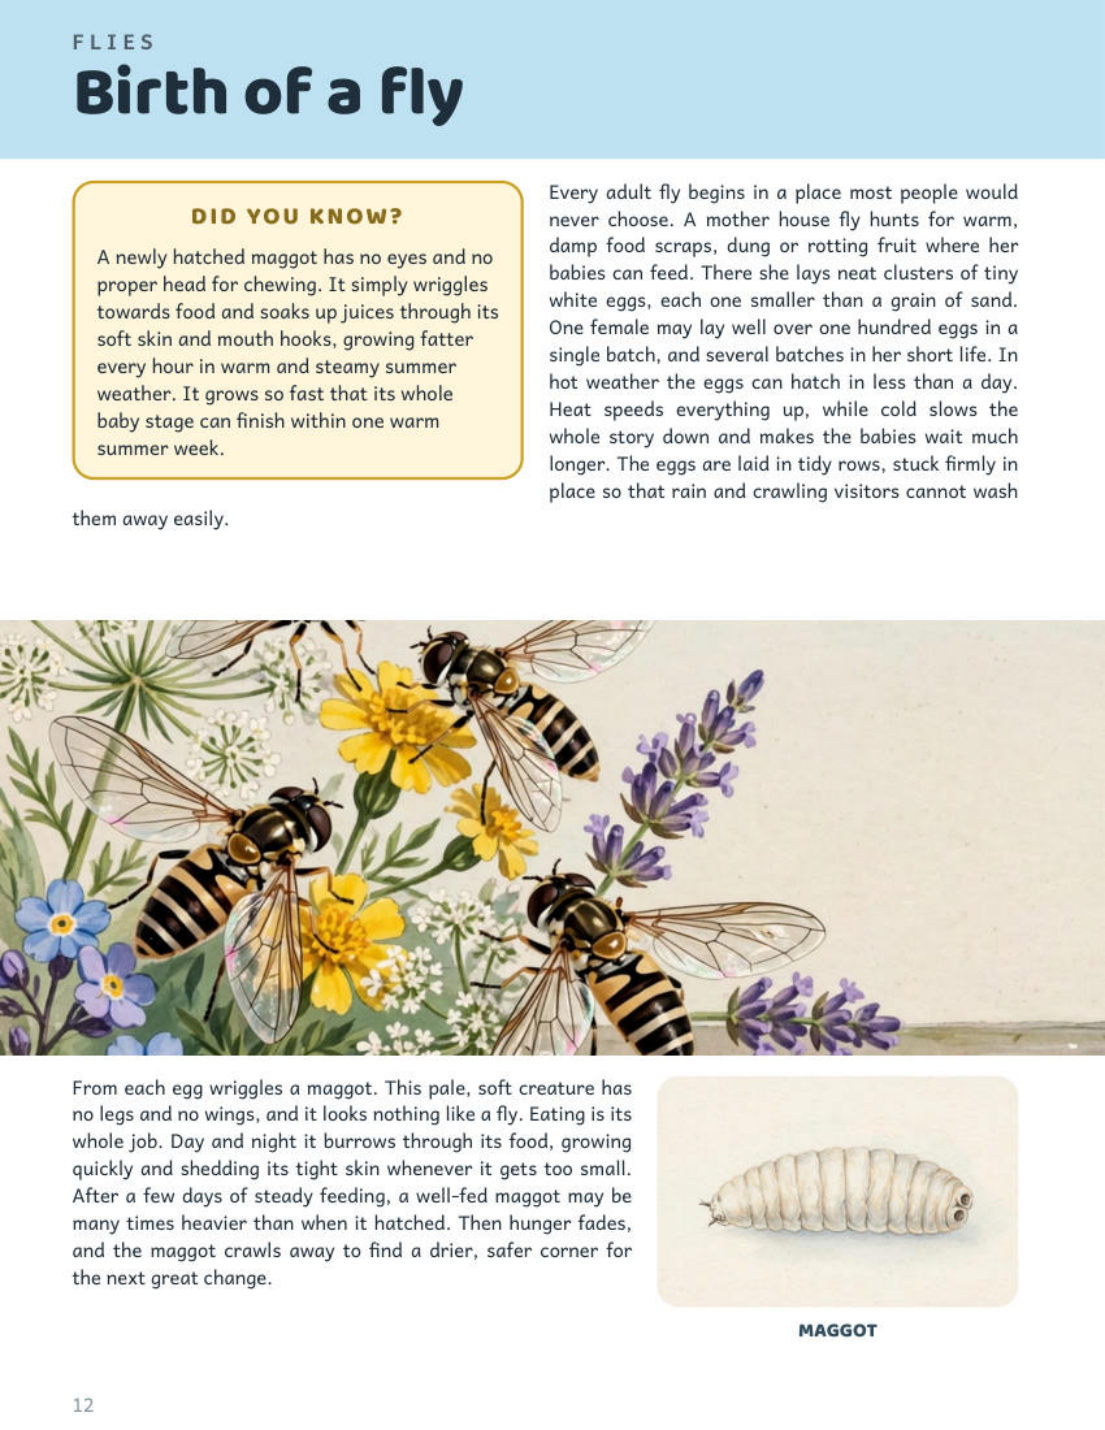 FLIES
Birth of a fly
DID YOU KNOW?
A newly hatched maggot has no eyes and no
proper head for chewing. It simply wriggles
towards food and soaks up juices through its
soft skin and mouth hooks, growing fatter
every hour in warm and steamy summer
weather. It grows so fast that its whole
baby stage can finish within one warm
summer week.
Every adult fly begins in a place most people would
never choose. A mother house fly hunts for warm,
damp food scraps, dung or rotting fruit where her
babies can feed. There she lays neat clusters of tiny
white eggs, each one smaller than a grain of sand.
One female may lay well over one hundred eggs in a
single batch, and several batches in her short life. In
hot weather the eggs can hatch in less than a day.
Heat speeds everything up, while cold slows the
whole story down and makes the babies wait much
longer. The eggs are laid in tidy rows, stuck firmly in
place so that rain and crawling visitors cannot wash
them away easily.
From each egg wriggles a maggot. This pale, soft creature has
no legs and no wings, and it looks nothing like a fly. Eating is its
whole job. Day and night it burrows through its food, growing
quickly and shedding its tight skin whenever it gets too small.
After a few days of steady feeding, a well-fed maggot may be
many times heavier than when it hatched. Then hunger fades,
and the maggot crawls away to find a drier, safer corner for
the next great change.
MAGGOT
12